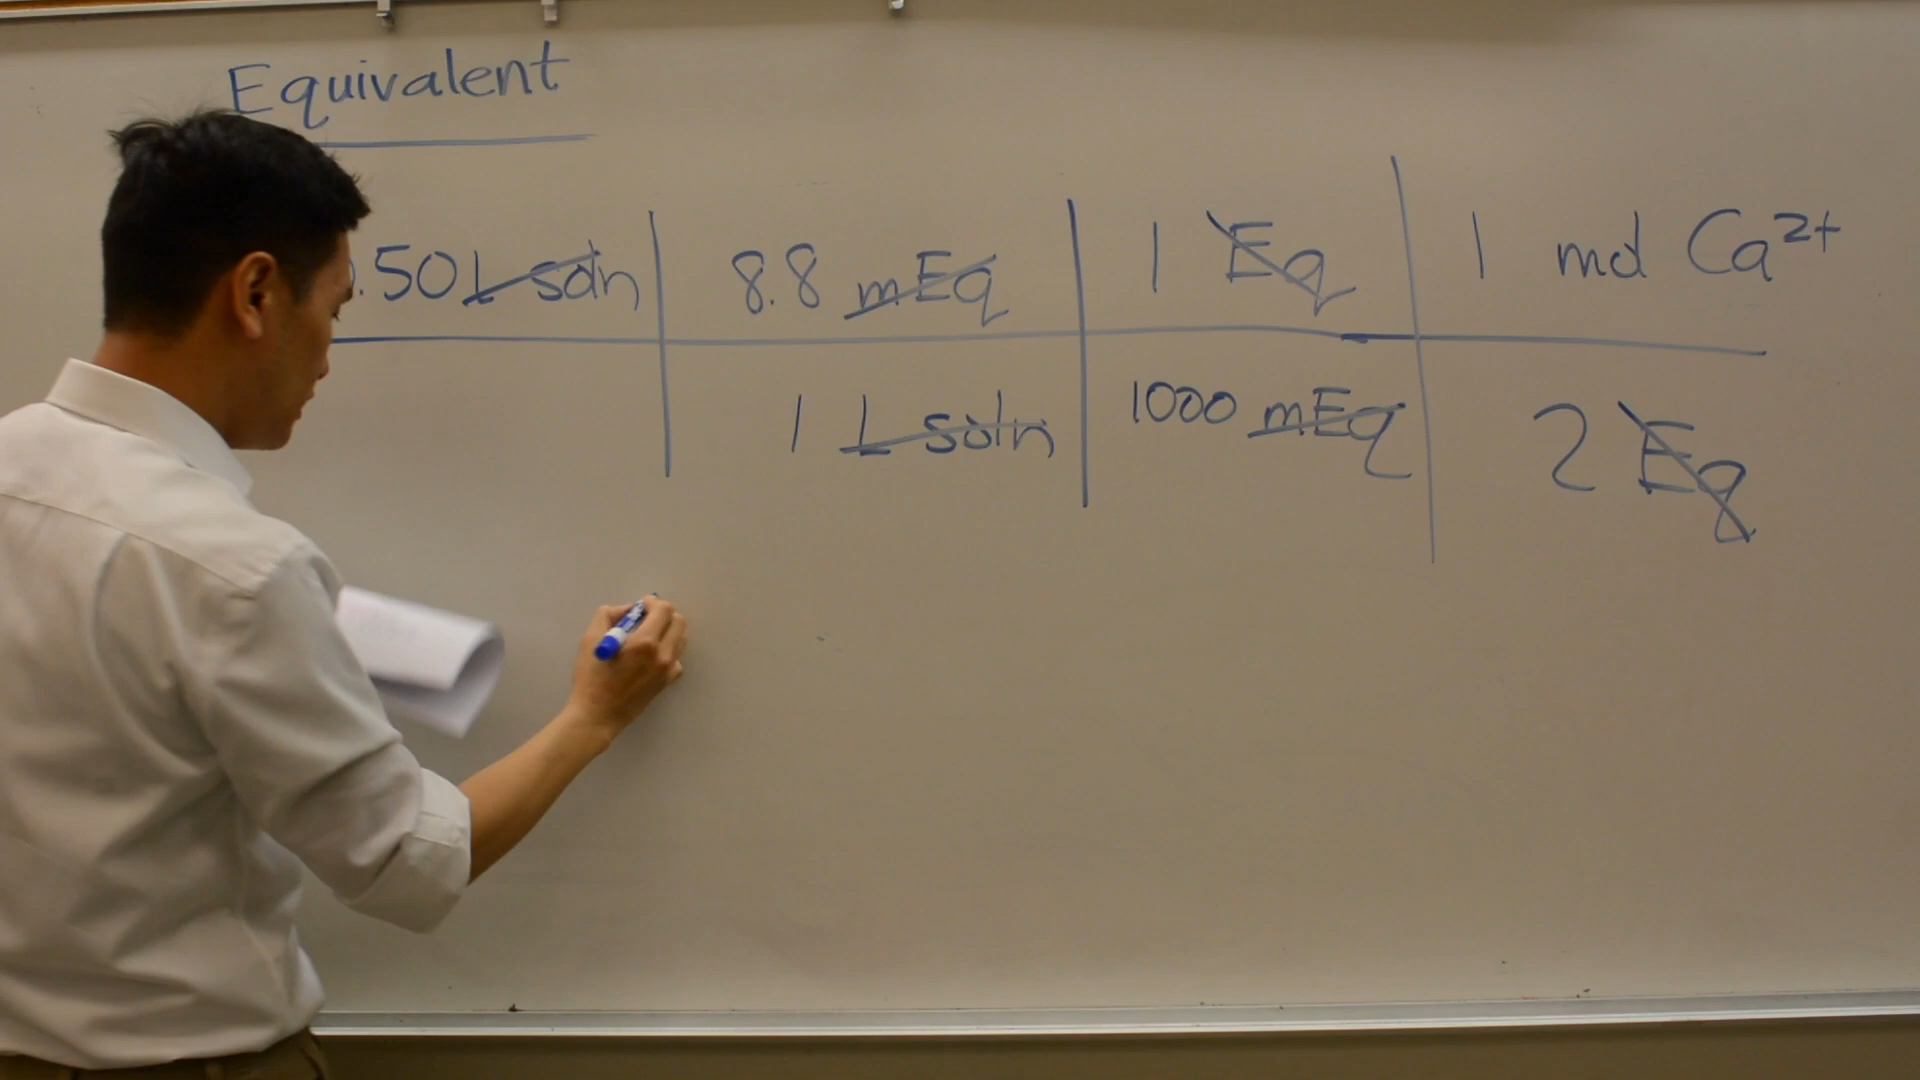 Equivalent
.50 L soln 8.8 mEq 1 Eq 1 mol Ca²⁺
1 L soln 1000 mEq 2 Eq